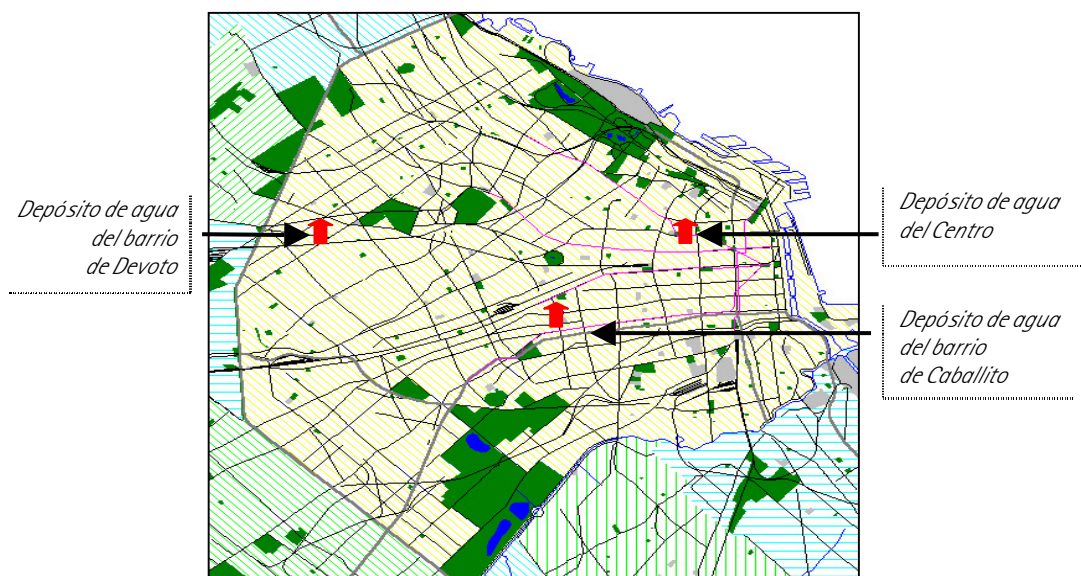 Depósito de agua
del barrio
de Devoto
Depósito de agua
del Centro
Depósito de agua
del barrio
de Caballito